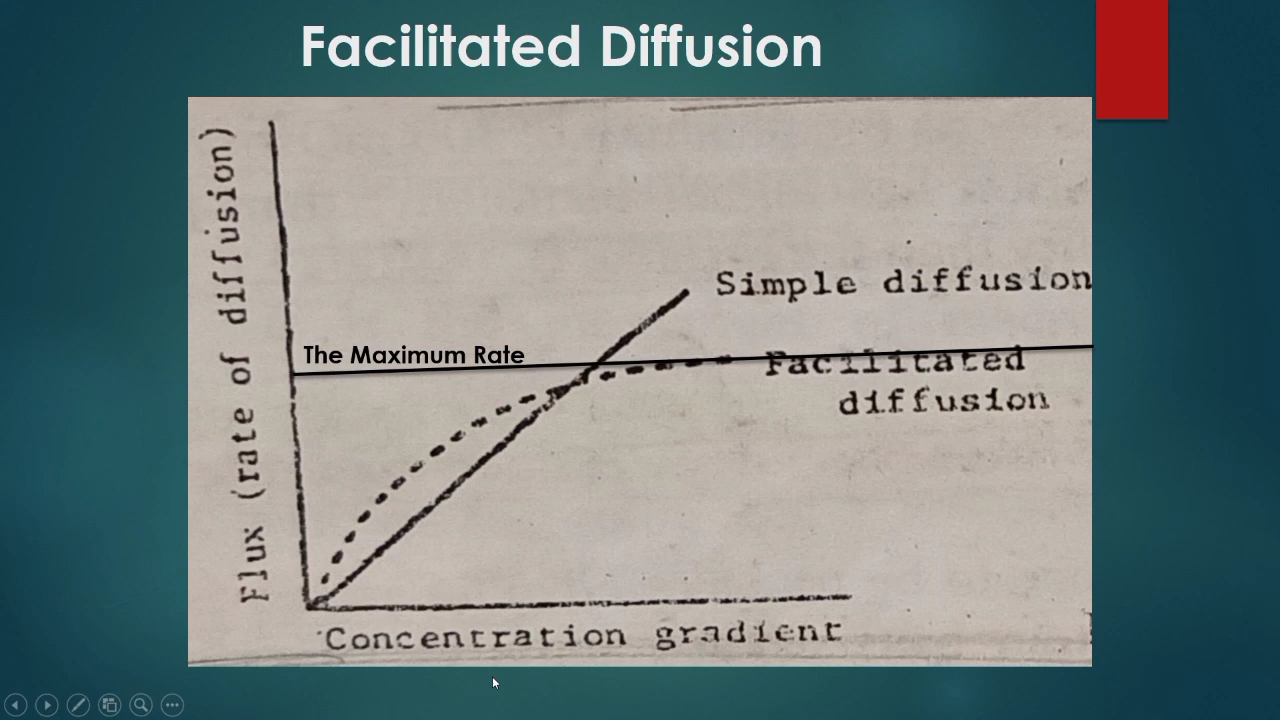 Facilitated Diffusion
Flux (rate of diffusion)
Simple diffusion
The Maximum Rate
Facilitated
diffusion
Concentration gradient